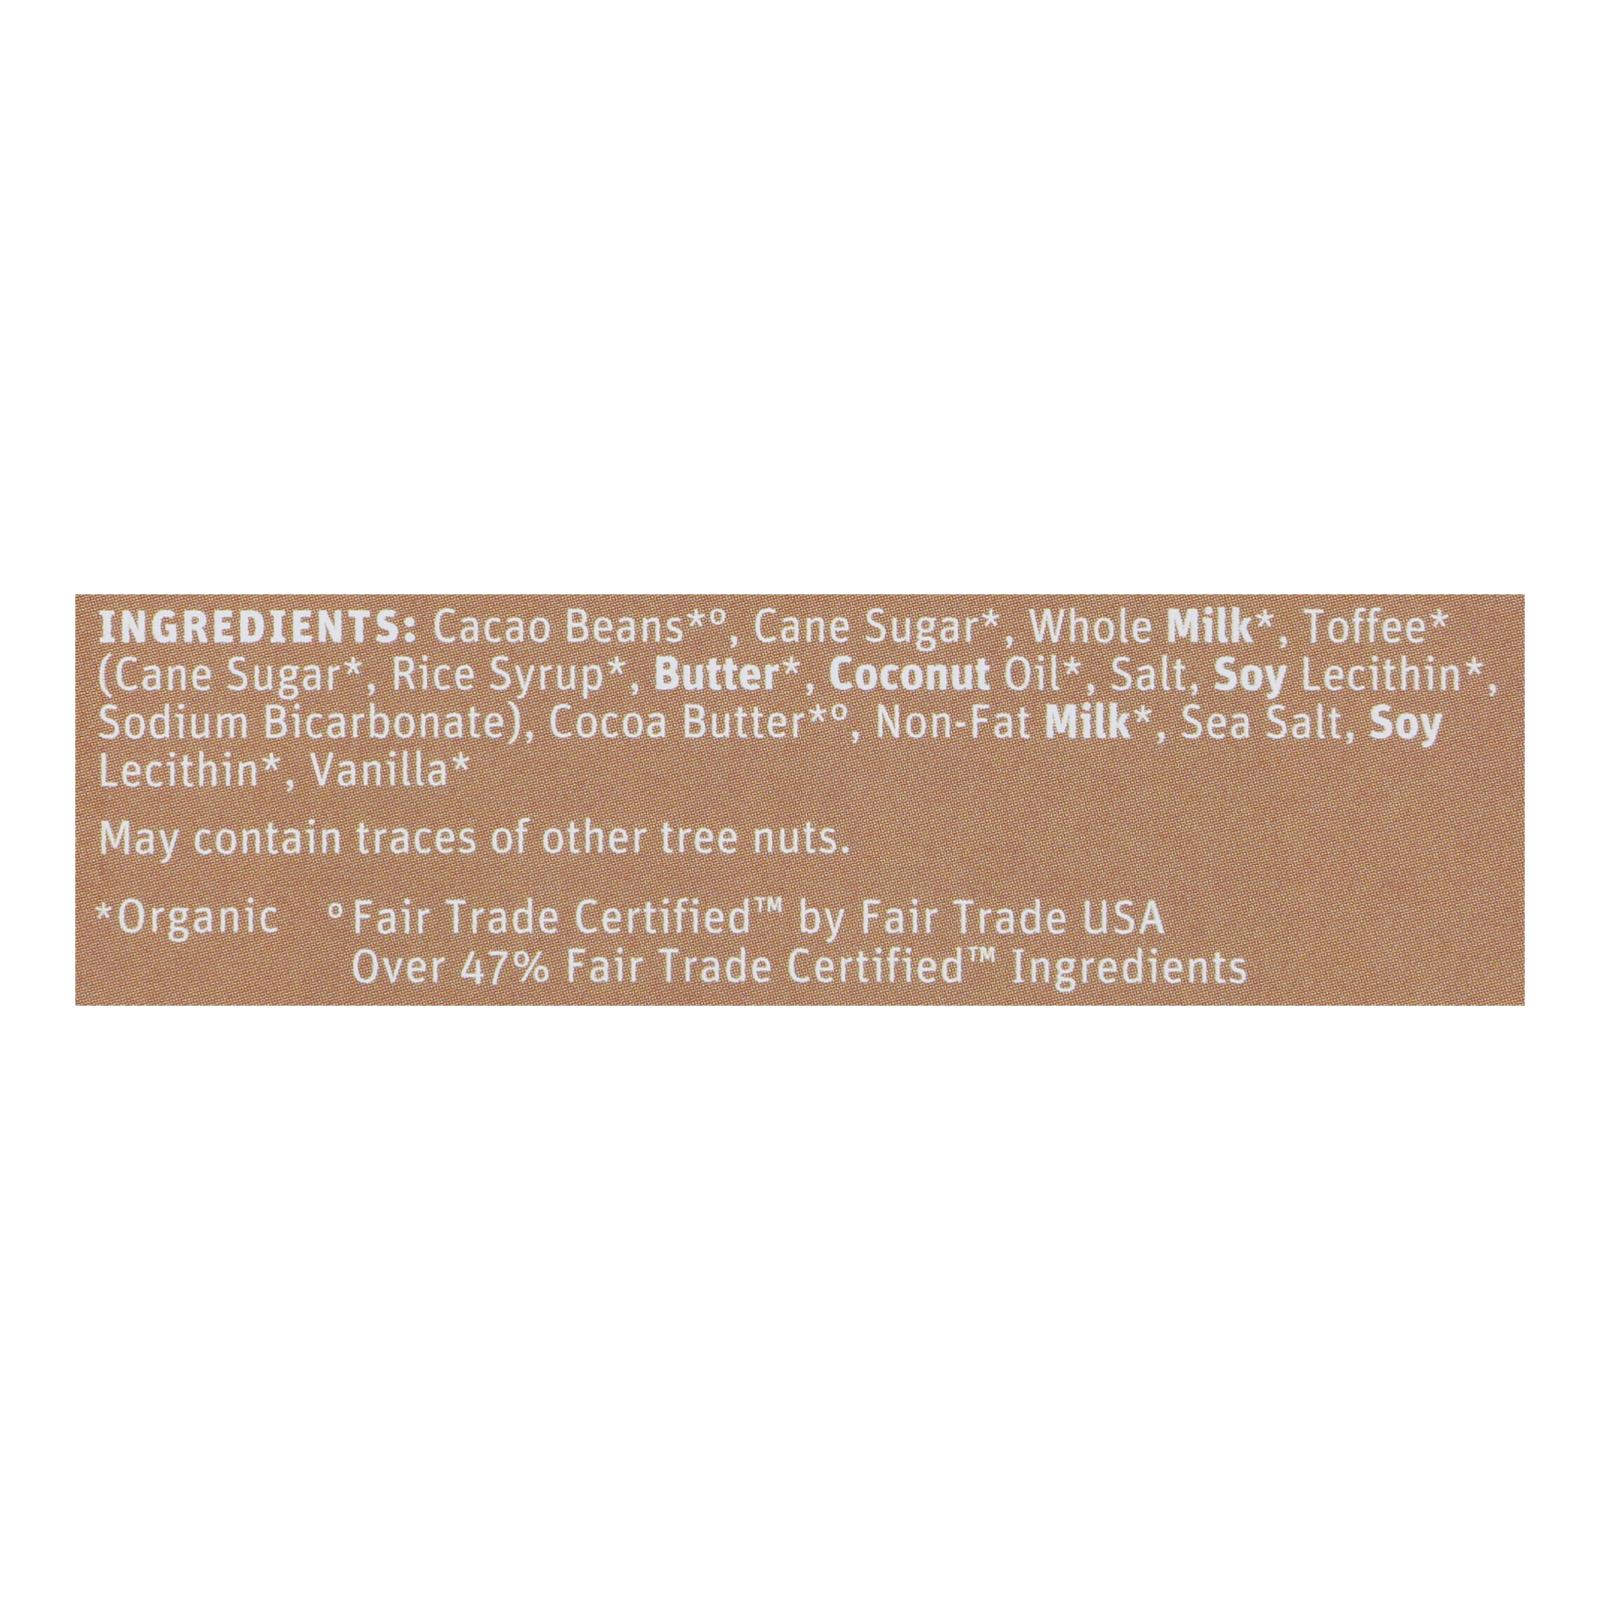 INGREDIENTS: Cacao Beans*º, Cane Sugar*, Whole Milk*, Toffee*
(Cane Sugar*, Rice Syrup*, Butter*, Coconut Oil*, Salt, Soy Lecithin*,
Sodium Bicarbonate), Cocoa Butter*º, Non-Fat Milk*, Sea Salt, Soy
Lecithin*, Vanilla*
May contain traces of other tree nuts.
*Organic ºFair Trade Certified™ by Fair Trade USA
Over 47% Fair Trade Certified™ Ingredients